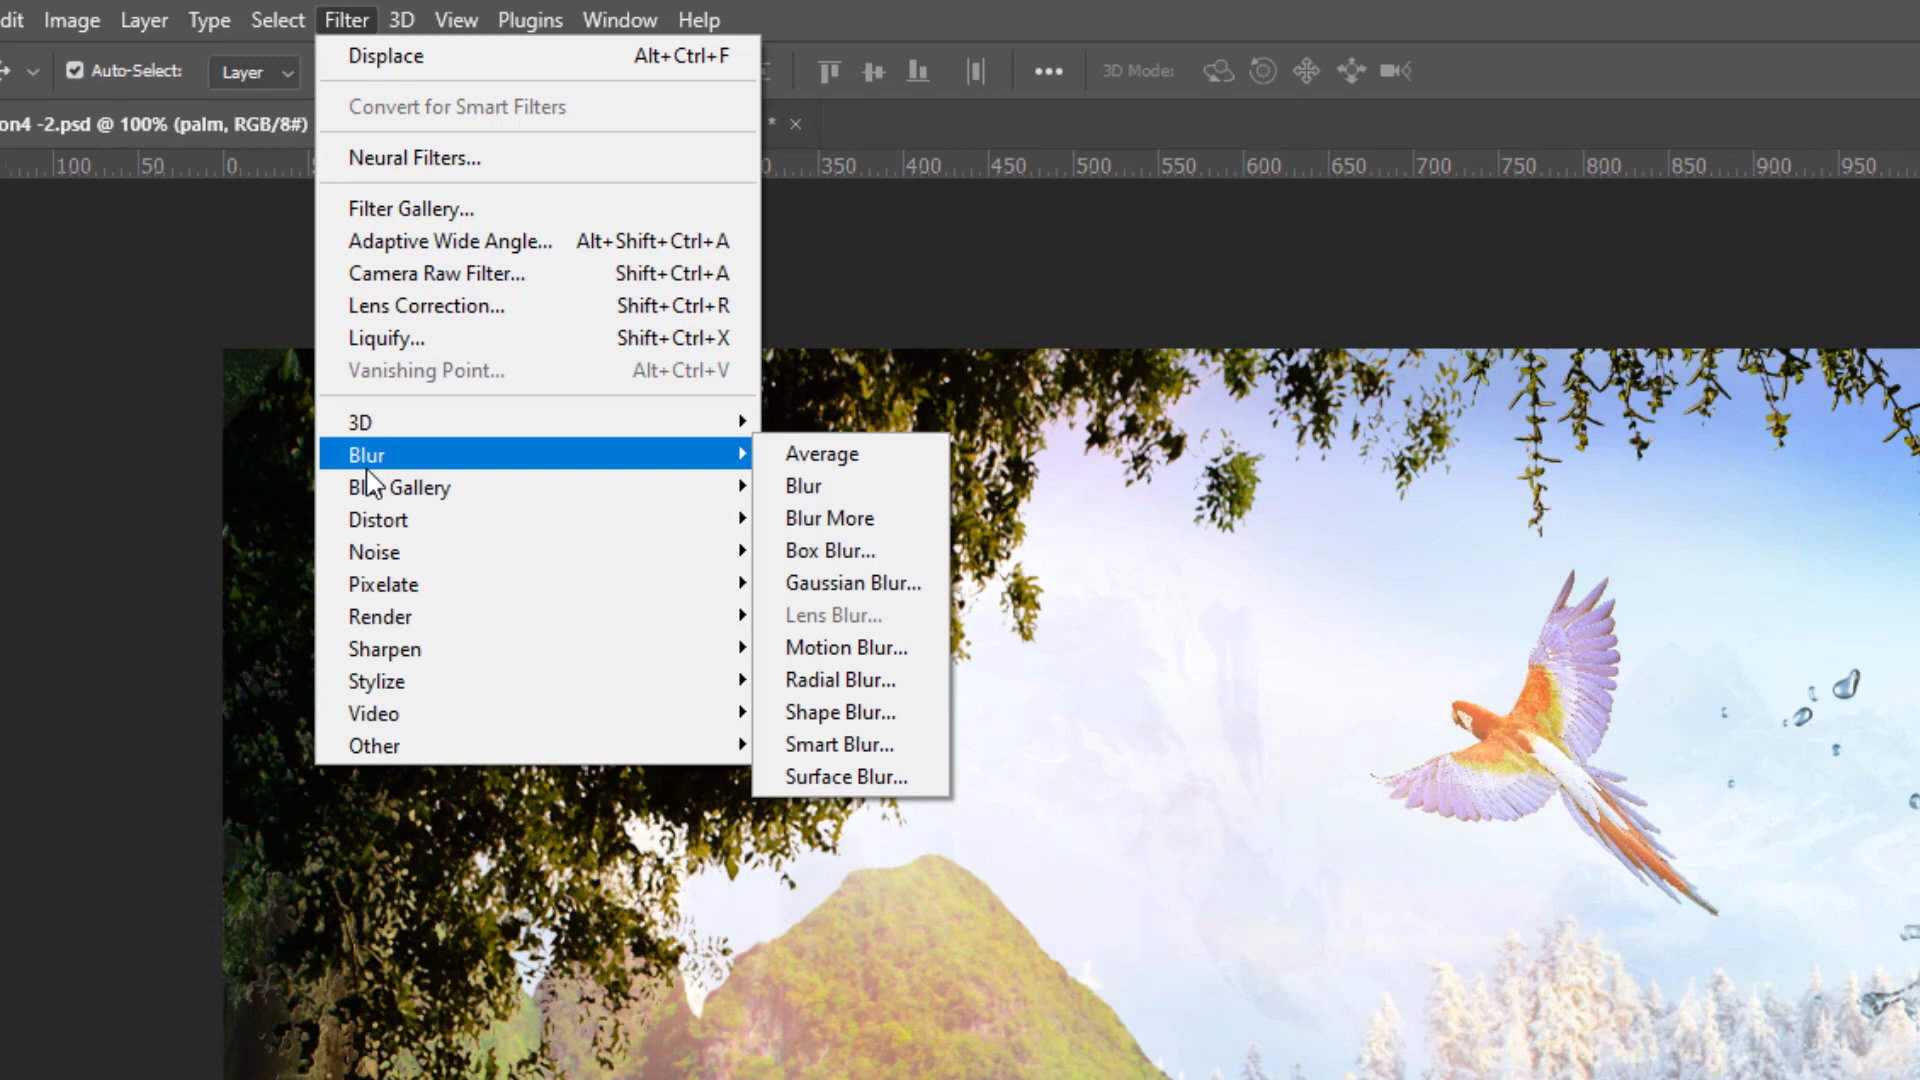 dit Image Layer Type Select Filter 3D View Plugins Window Help
Auto-Select: Layer
3D Mode:
on4 -2.psd @ 100% (palm, RGB/8#)
* ×
100 50 0 350 400 450 500 550 600 650 700 750 800 850 900 950
Displace Alt+Ctrl+F
Convert for Smart Filters
Neural Filters...
Filter Gallery...
Adaptive Wide Angle... Alt+Shift+Ctrl+A
Camera Raw Filter... Shift+Ctrl+A
Lens Correction... Shift+Ctrl+R
Liquify... Shift+Ctrl+X
Vanishing Point... Alt+Ctrl+V
3D
Blur
Gallery
Distort
Noise
Pixelate
Render
Sharpen
Stylize
Video
Other
Average
Blur
Blur More
Box Blur...
Gaussian Blur...
Lens Blur...
Motion Blur...
Radial Blur...
Shape Blur...
Smart Blur...
Surface Blur...